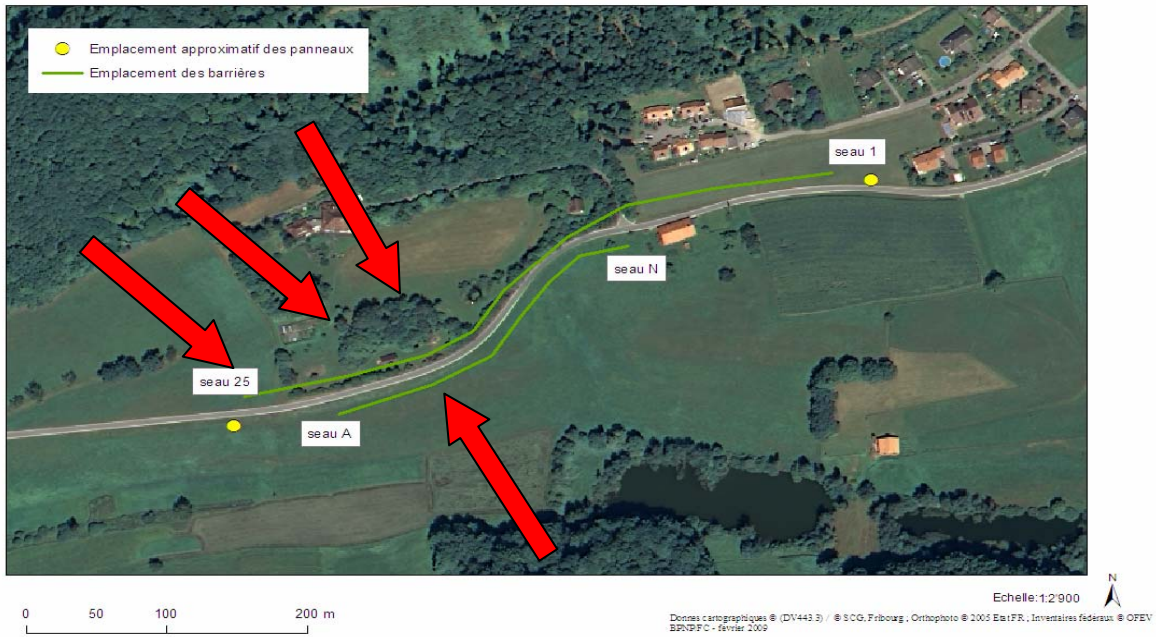 Emplacement approximatif des panneaux
Emplacement des barrières
seau 1
seau N
seau 25
seau A
N
Echelle:1:2'900
0 50 100 200 m
Donnes cartographiques © (DV443.3) / © SCG, Fribourg ; Orthophoto © 2005 Etat FR ; Inventaires fédéraux © OFEV
BPNPFC - février 2009